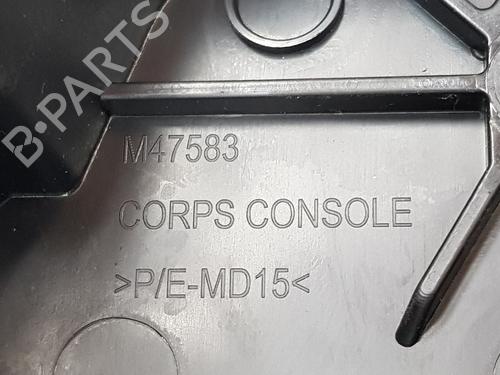 B-PARTS
M47583
CORPS CONSOLE
>P/E-MD15<